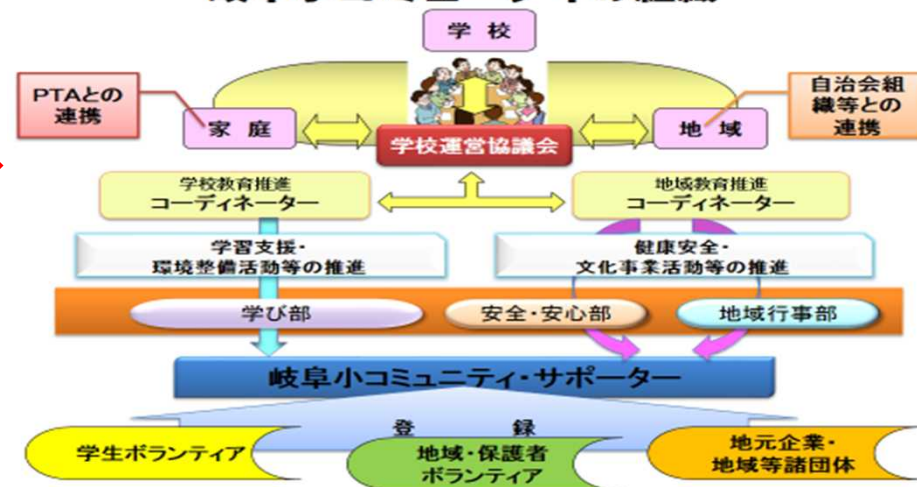 学 校
PTAとの
連携
自治会組
織等との
連携
家 庭
地 域
学校運営協議会
学校教育推進
コーディネーター
地域教育推進
コーディネーター
学習支援・
環境整備活動等の推進
健康安全・
文化事業活動等の推進
学び部
安全・安心部
地域行事部
岐阜小コミュニティ・サポーター
登 録
学生ボランティア
地域・保護者
ボランティア
地元企業・
地域等諸団体